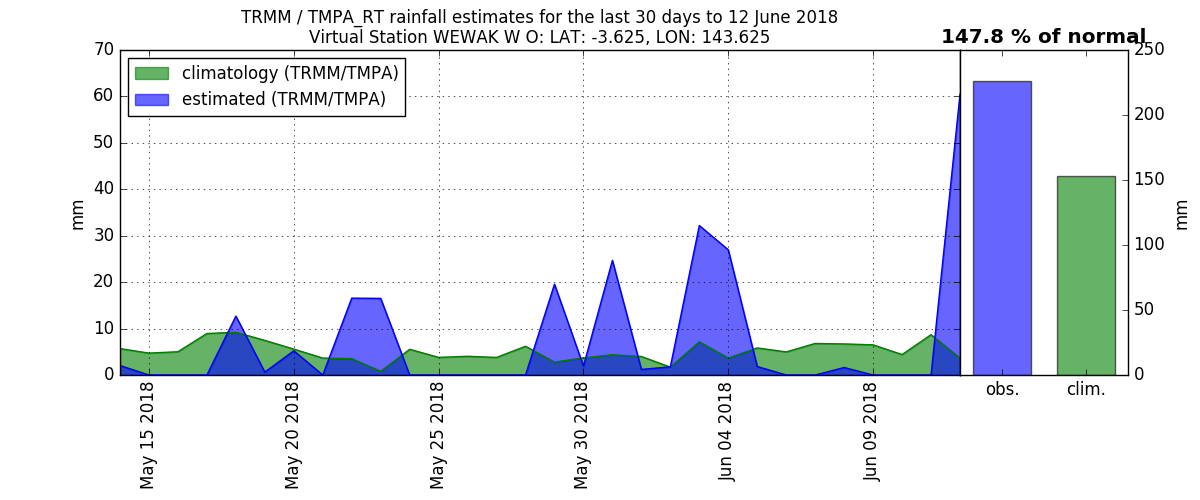 TRMM / TMPA_RT rainfall estimates for the last 30 days to 12 June 2018
Virtual Station WEWAK W O: LAT: -3.625, LON: 143.625
147.8 % of normal
climatology (TRMM/TMPA)
estimated (TRMM/TMPA)
70
60
50
40
30
20
10
0
mm
May 15 2018
May 20 2018
May 25 2018
May 30 2018
Jun 04 2018
Jun 09 2018
250
200
150
100
50
0
mm
obs.
clim.